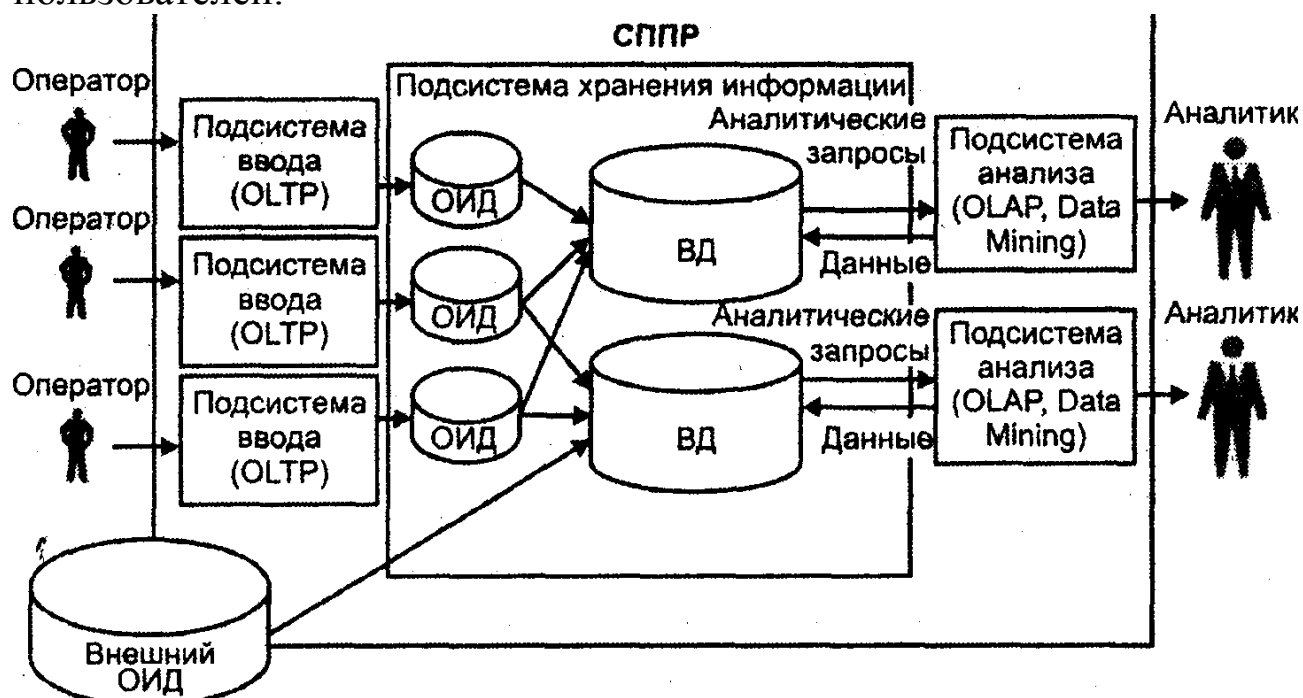 СППР
Оператор
Подсистема хранения информации
Подсистема
ввода
(OLTP)
ОИД
Аналитические
запросы
Подсистема
анализа
(OLAP, Data
Mining)
Аналитик
ВД
Данные
Оператор
Подсистема
ввода
(OLTP)
ОИД
Аналитические
запросы
Подсистема
анализа
(OLAP, Data
Mining)
Аналитик
ВД
Данные
Оператор
Подсистема
ввода
(OLTP)
ОИД
Внешний
ОИД